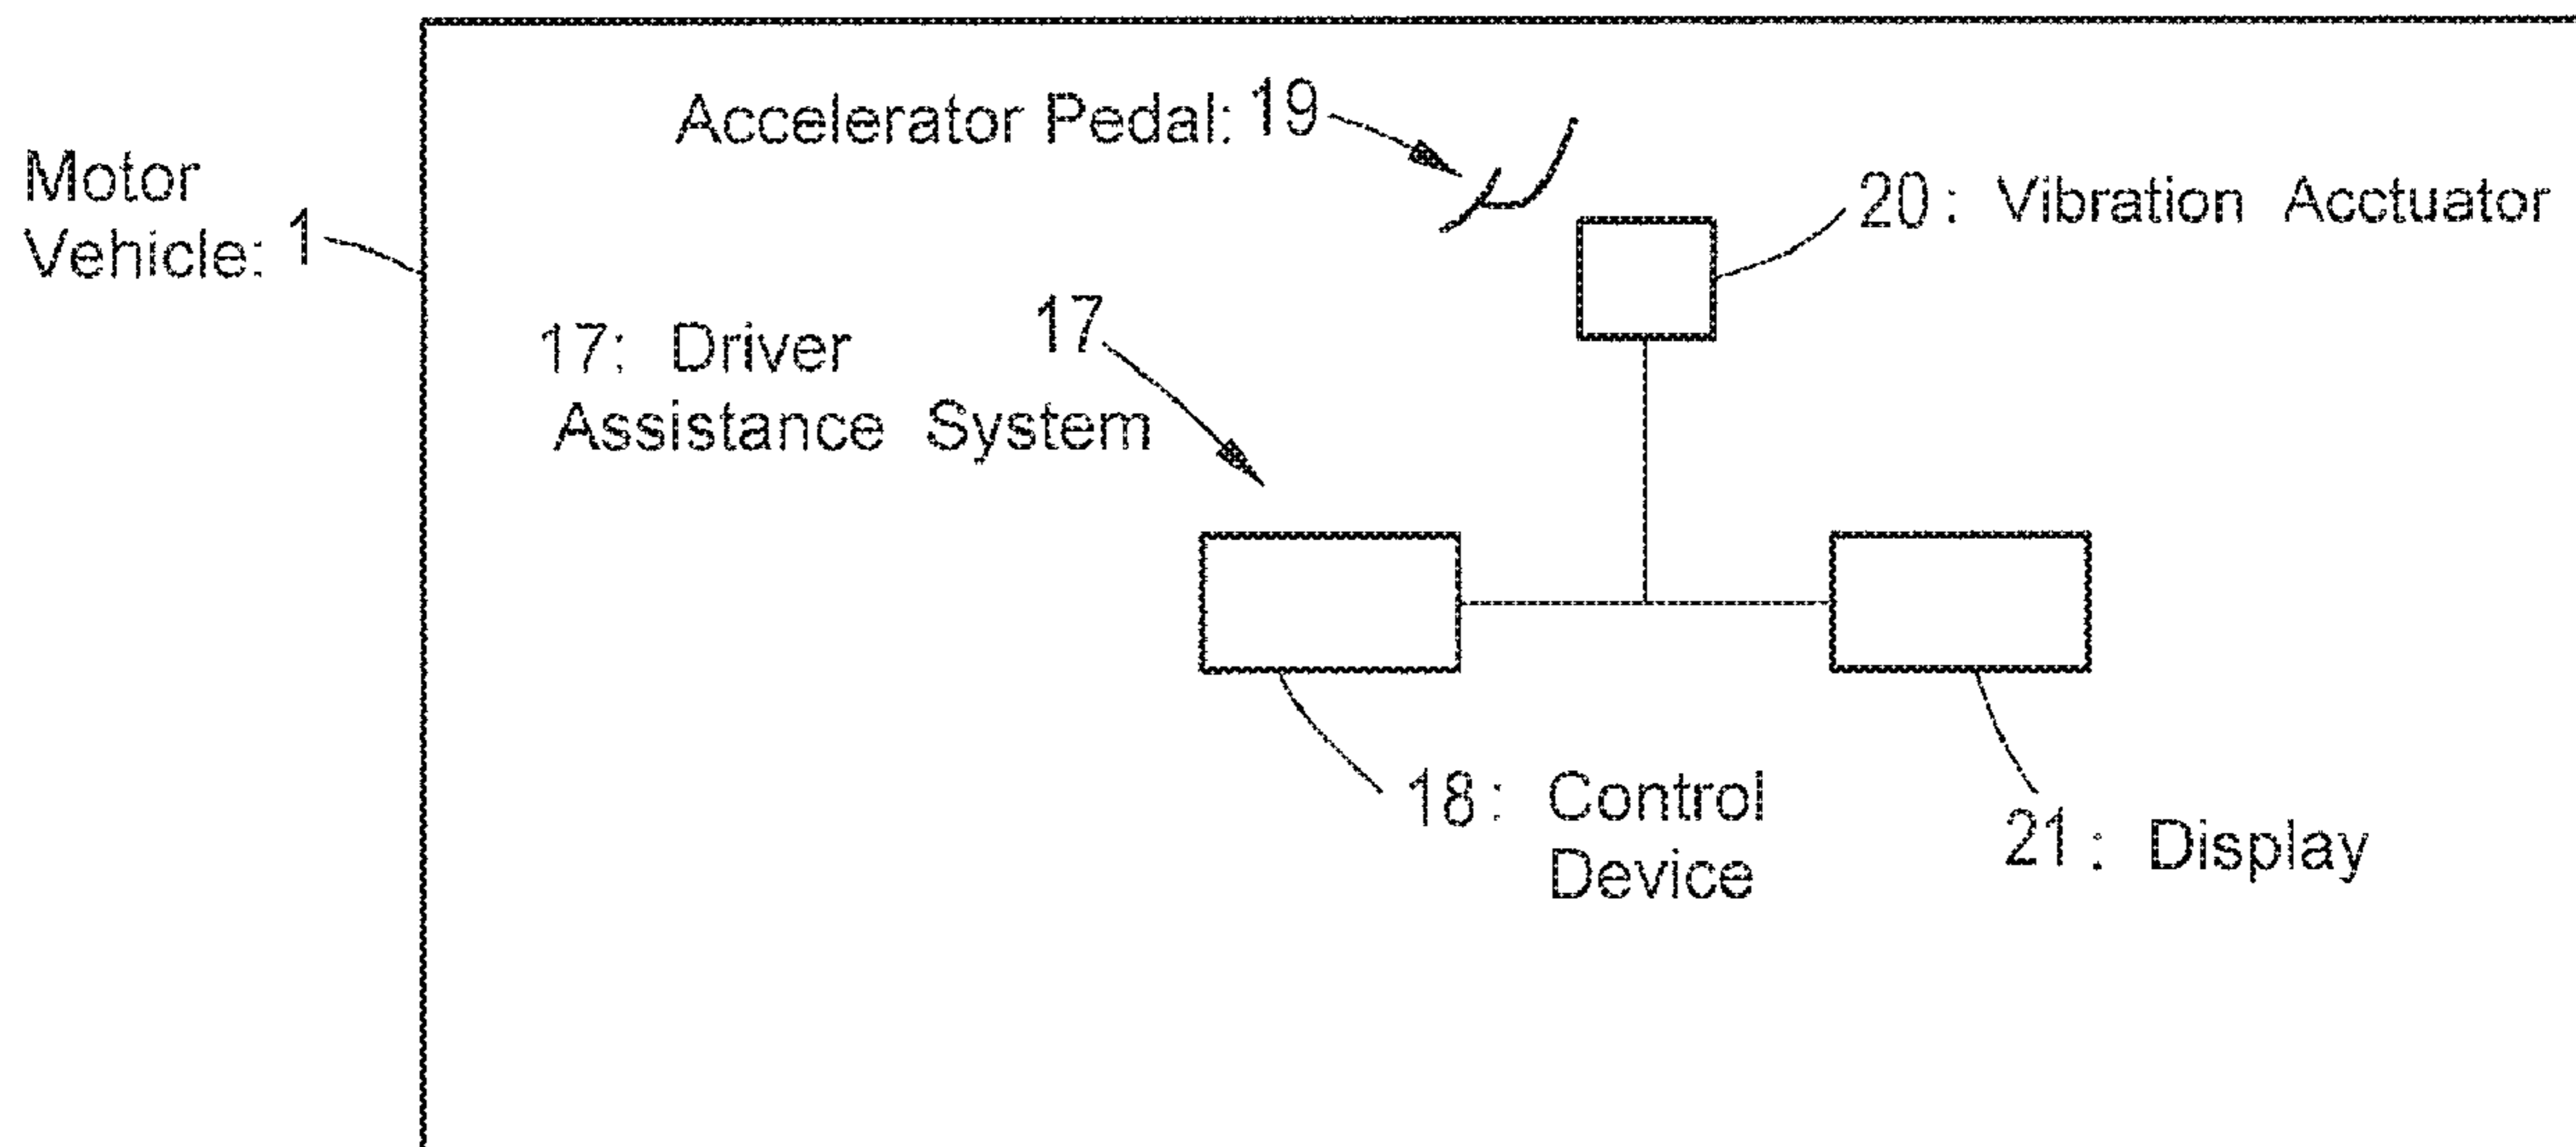 Accelerator Pedal: 19
Motor
Vehicle: 1
20: Vibration Acctuator
17: Driver
Assistance System
17
18: Control
Device
21: Display